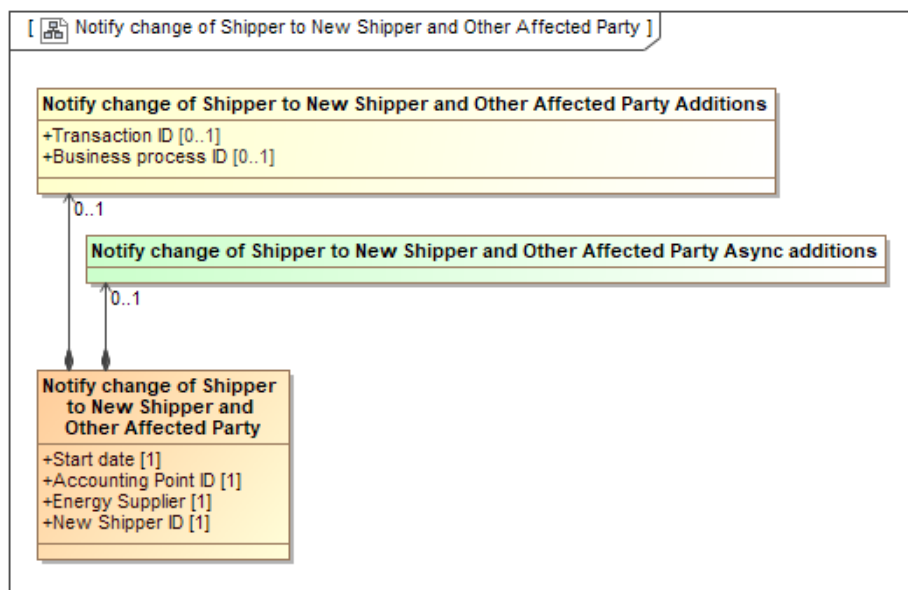 [ Notify change of Shipper to New Shipper and Other Affected Party ]
Notify change of Shipper to New Shipper and Other Affected Party Additions
+Transaction ID [0..1]
+Business process ID [0..1]
0..1
Notify change of Shipper to New Shipper and Other Affected Party Async additions
0..1
Notify change of Shipper
to New Shipper and
Other Affected Party
+Start date [1]
+Accounting Point ID [1]
+Energy Supplier [1]
+New Shipper ID [1]